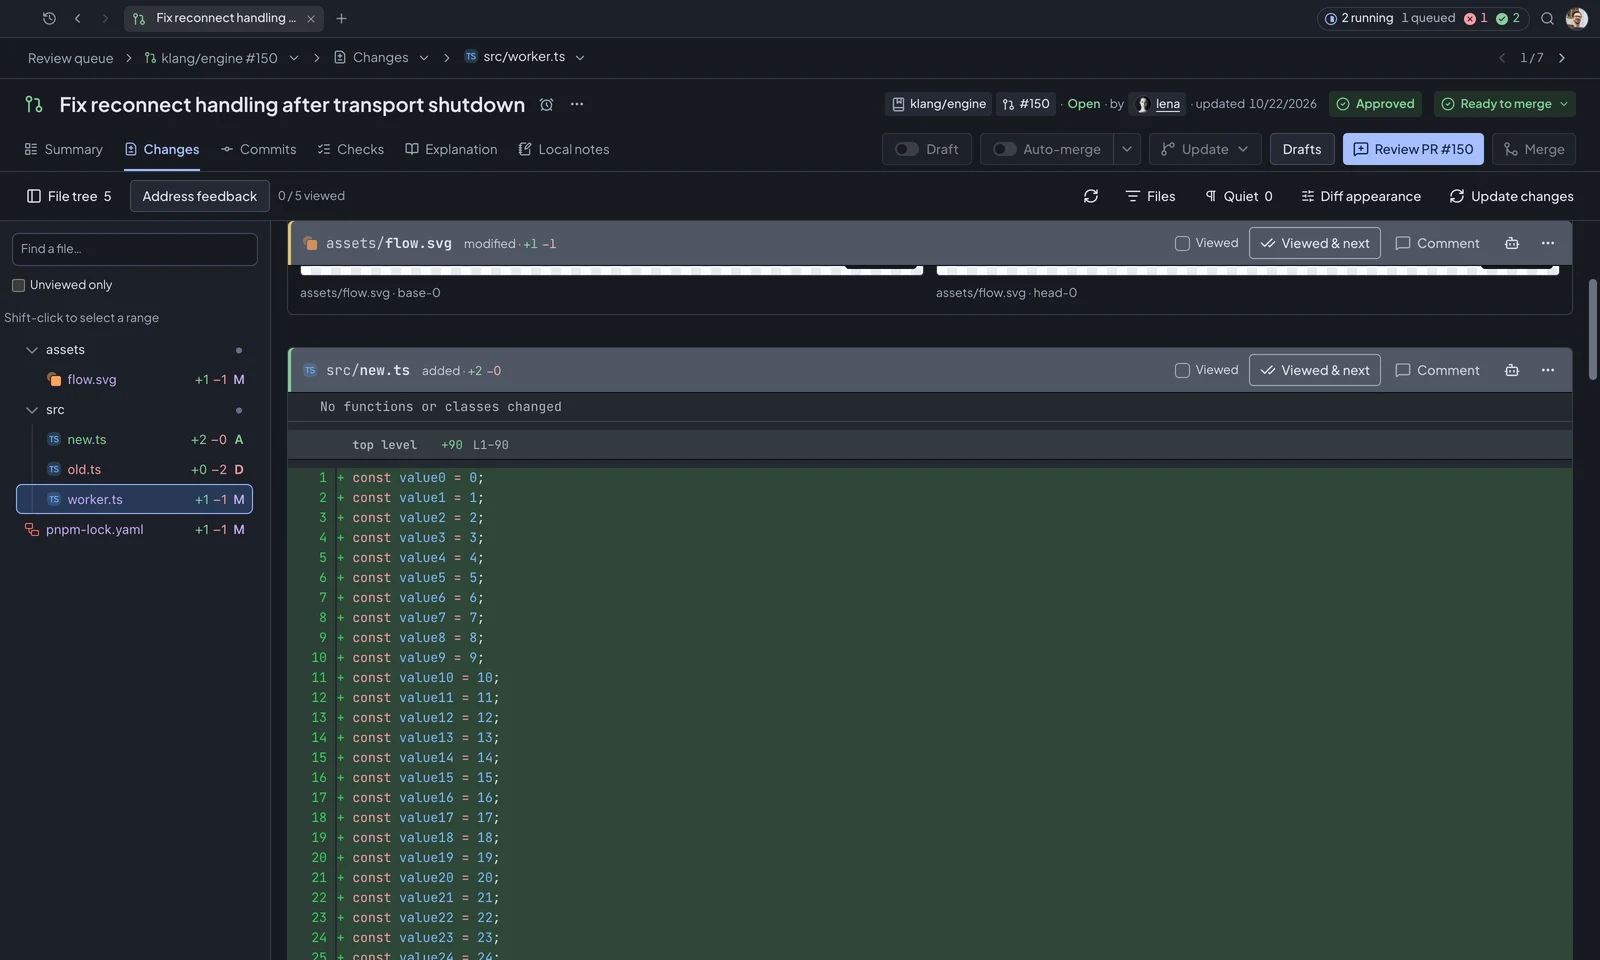 Fix reconnect handling ...
2 running 1 queued 1 2
Review queue klang/engine #150 Changes TS src/worker.ts 1/7
Fix reconnect handling after transport shutdown
klang/engine #150 · Open · by lena · updated 10/22/2026 Approved Ready to merge
Summary Changes Commits Checks Explanation Local notes
Draft Auto-merge Update Drafts Review PR #150 Merge
File tree 5 Address feedback 0 / 5 viewed
Files Quiet 0 Diff appearance Update changes
Find a file...
Unviewed only
Shift-click to select a range
assets
flow.svg +1 −1 M
src
TS new.ts +2 −0 A
TS old.ts +0 −2 D
TS worker.ts +1 −1 M
pnpm-lock.yaml +1 −1 M
assets/flow.svg modified · +1 −1 Viewed Viewed & next Comment
assets/flow.svg · base-0 assets/flow.svg · head-0
TS src/new.ts added · +2 −0 Viewed Viewed & next Comment
No functions or classes changed
top level +90 L1–90
1 + const value0 = 0;
2 + const value1 = 1;
3 + const value2 = 2;
4 + const value3 = 3;
5 + const value4 = 4;
6 + const value5 = 5;
7 + const value6 = 6;
8 + const value7 = 7;
9 + const value8 = 8;
10 + const value9 = 9;
11 + const value10 = 10;
12 + const value11 = 11;
13 + const value12 = 12;
14 + const value13 = 13;
15 + const value14 = 14;
16 + const value15 = 15;
17 + const value16 = 16;
18 + const value17 = 17;
19 + const value18 = 18;
20 + const value19 = 19;
21 + const value20 = 20;
22 + const value21 = 21;
23 + const value22 = 22;
24 + const value23 = 23;
25 + const value24 = 24;